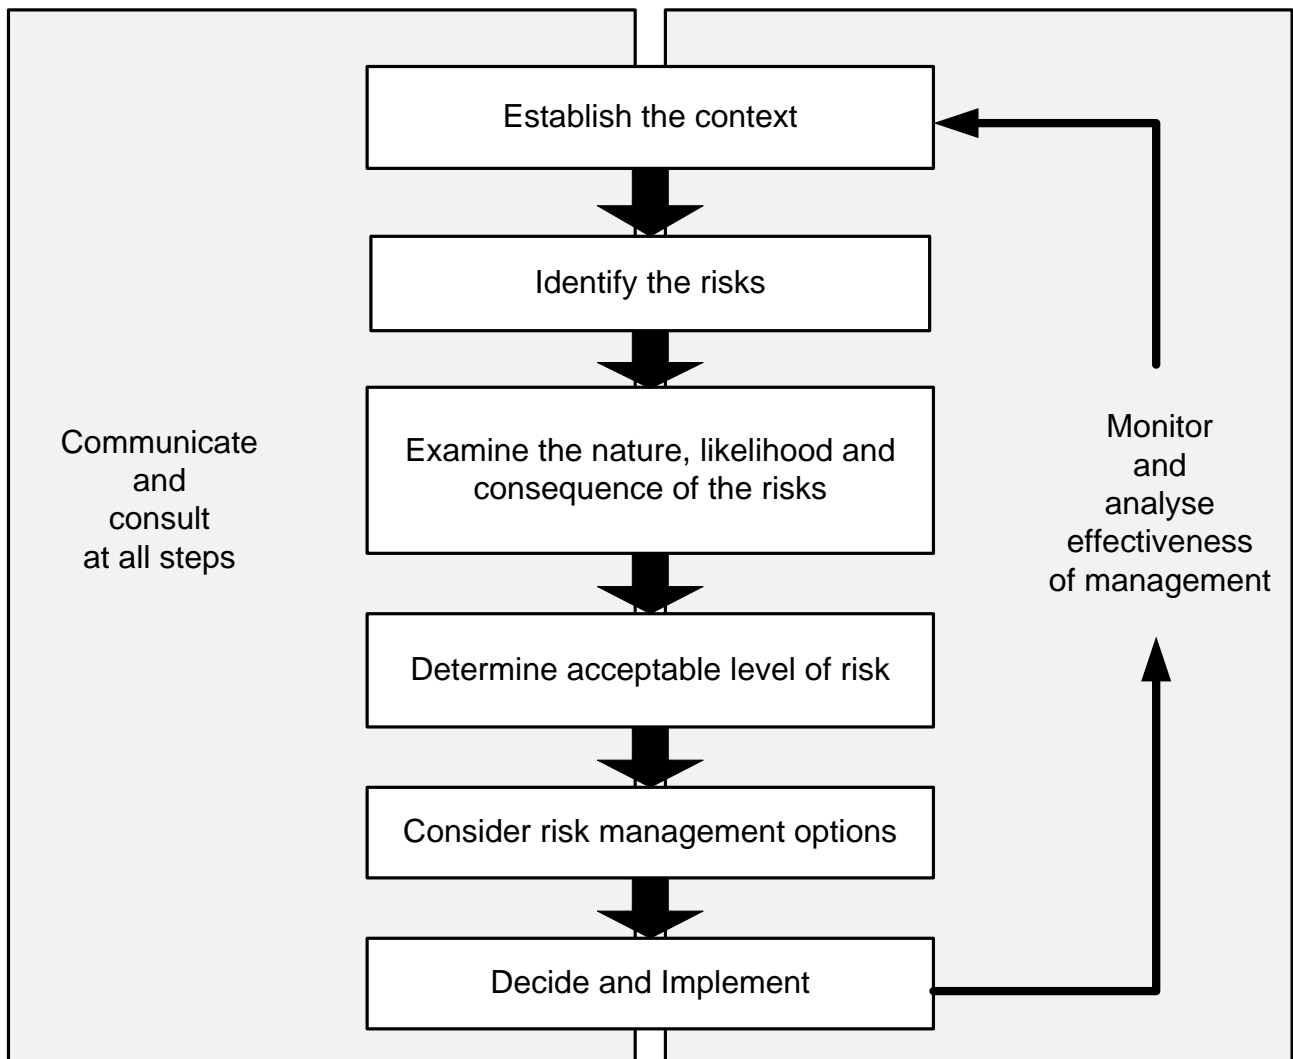 Establish the context
Identify the risks
Examine the nature, likelihood and
consequence of the risks
Determine acceptable level of risk
Consider risk management options
Decide and Implement
Communicate
and
consult
at all steps
Monitor
and
analyse
effectiveness
of management